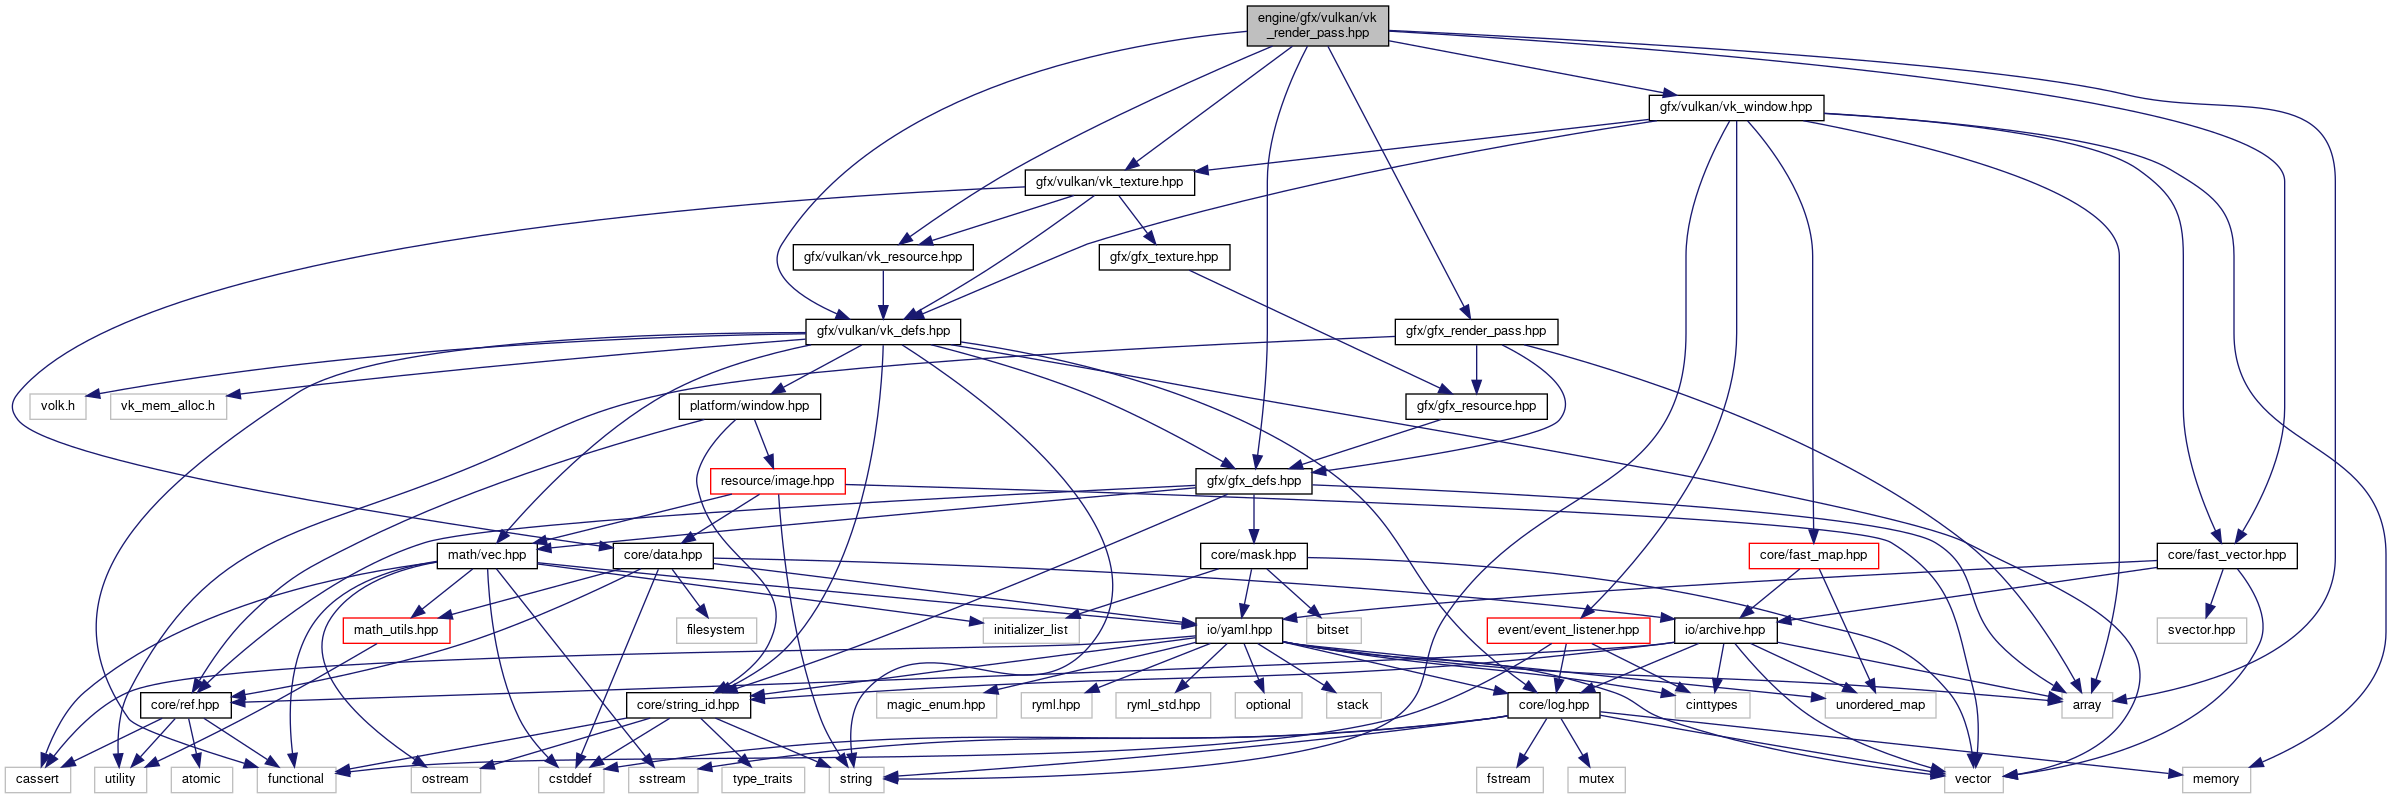 engine/gfx/vulkan/vk
_render_pass.hpp
gfx/vulkan/vk_window.hpp
gfx/vulkan/vk_texture.hpp
gfx/vulkan/vk_resource.hpp
gfx/gfx_texture.hpp
gfx/vulkan/vk_defs.hpp
gfx/gfx_render_pass.hpp
volk.h
vk_mem_alloc.h
platform/window.hpp
gfx/gfx_resource.hpp
resource/image.hpp
gfx/gfx_defs.hpp
math/vec.hpp
core/data.hpp
core/mask.hpp
core/fast_map.hpp
core/fast_vector.hpp
math_utils.hpp
filesystem
initializer_list
io/yaml.hpp
bitset
event/event_listener.hpp
io/archive.hpp
svector.hpp
core/ref.hpp
core/string_id.hpp
magic_enum.hpp
ryml.hpp
ryml_std.hpp
optional
stack
core/log.hpp
cinttypes
unordered_map
array
cassert
utility
atomic
functional
ostream
cstddef
sstream
type_traits
string
fstream
mutex
vector
memory